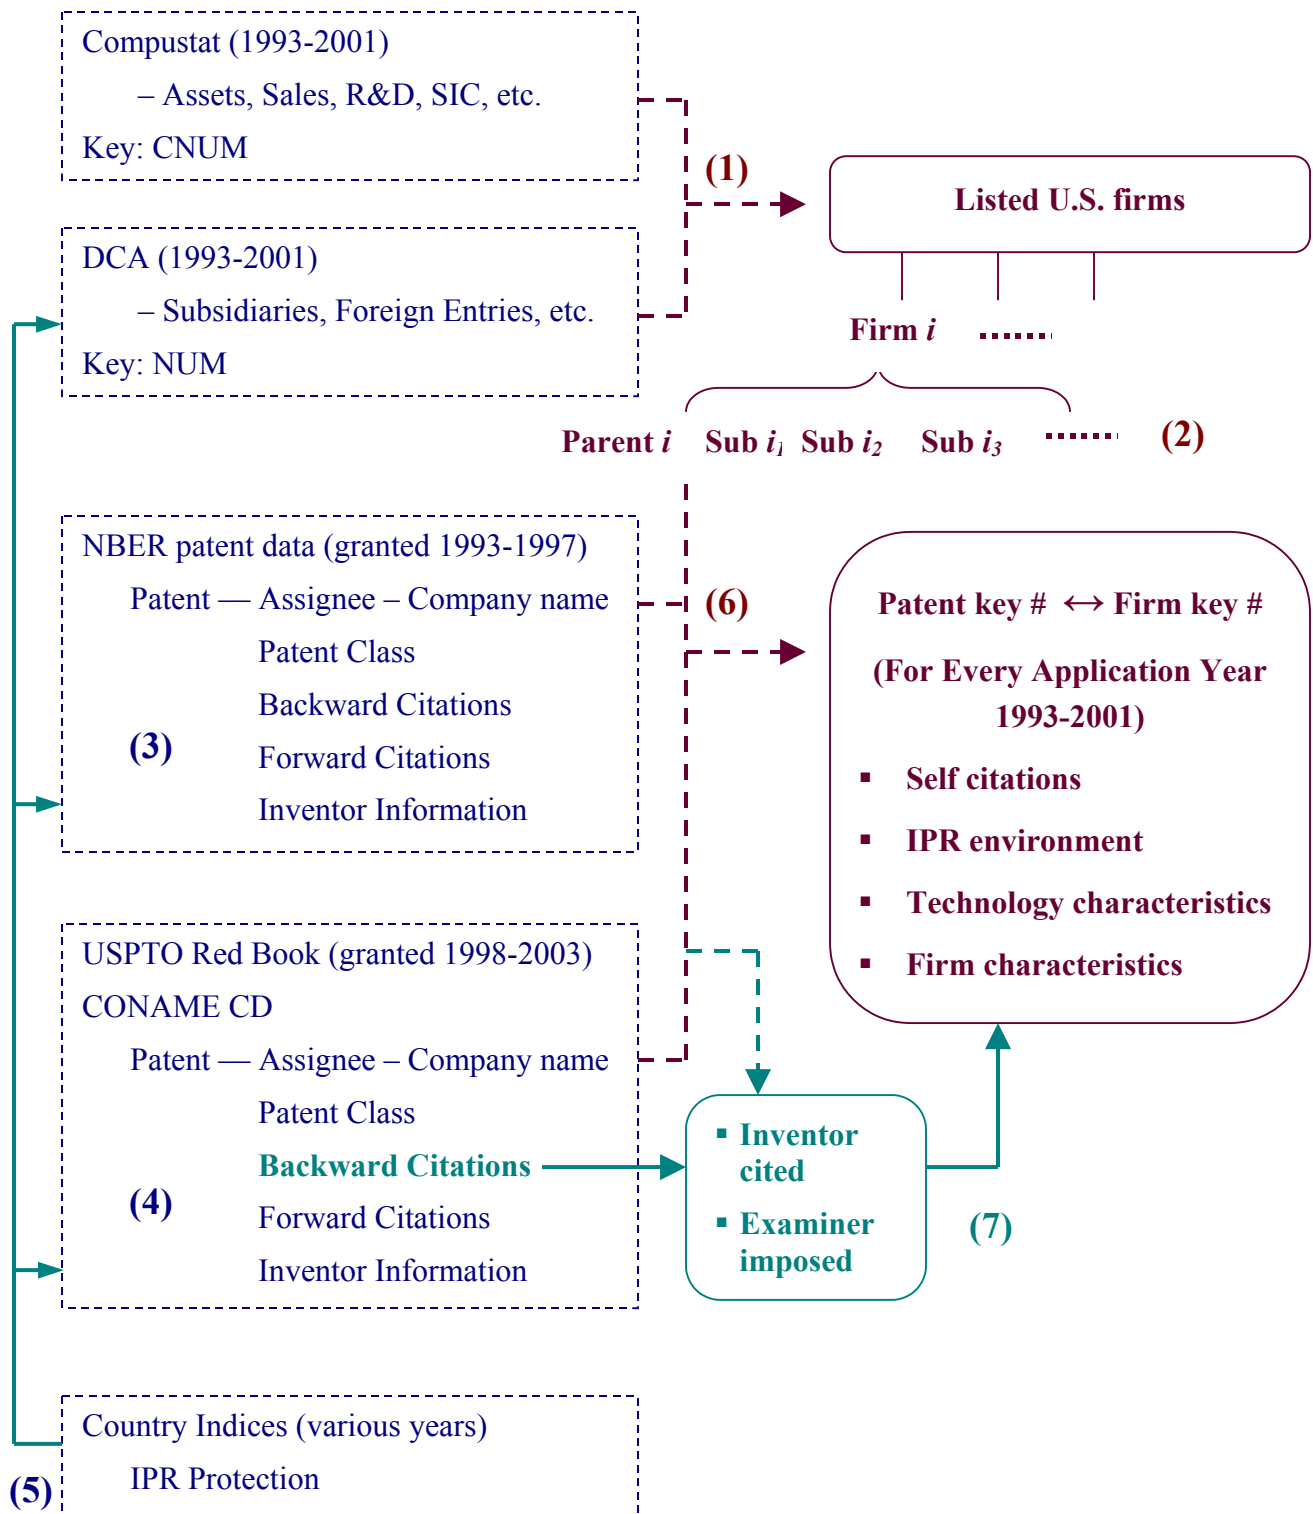 Compustat (1993-2001)
– Assets, Sales, R&D, SIC, etc.
Key: CNUM
(1)
Listed U.S. firms
DCA (1993-2001)
– Subsidiaries, Foreign Entries, etc.
Key: NUM
Firm i
Parent i Sub i1 Sub i2 Sub i3
(2)
NBER patent data (granted 1993-1997)
Patent — Assignee – Company name
Patent Class
Backward Citations
(3)
Forward Citations
Inventor Information
(6)
Patent key # ↔ Firm key #
(For Every Application Year
1993-2001)
▪ Self citations
▪ IPR environment
▪ Technology characteristics
▪ Firm characteristics
USPTO Red Book (granted 1998-2003)
CONAME CD
Patent — Assignee – Company name
Patent Class
Backward Citations
(4)
Forward Citations
Inventor Information
▪ Inventor
cited
▪ Examiner
imposed
(7)
Country Indices (various years)
IPR Protection
(5)